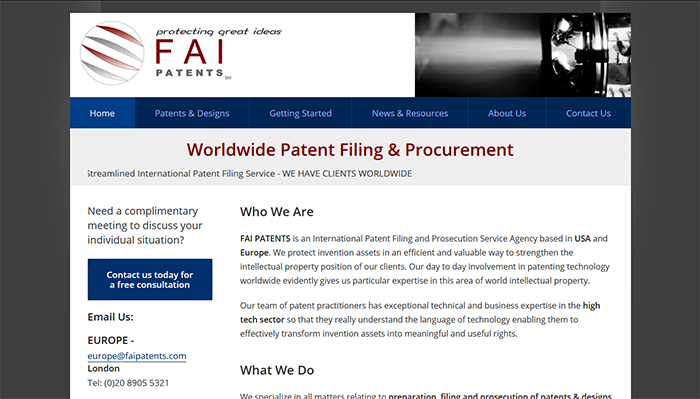 protecting great ideas
FAI
PATENTS SM
Home Patents & Designs Getting Started News & Resources About Us Contact Us
Worldwide Patent Filing & Procurement
Streamlined International Patent Filing Service - WE HAVE CLIENTS WORLDWIDE
Need a complimentary
meeting to discuss your
individual situation?
Contact us today for
a free consultation
Email Us:
EUROPE -
europe@faipatents.com
London
Tel: (0)20 8905 5321
Who We Are
FAI PATENTS is an International Patent Filing and Prosecution Service Agency based in USA and
Europe. We protect invention assets in an efficient and valuable way to strengthen the
intellectual property position of our clients. Our day to day involvement in patenting technology
worldwide evidently gives us particular expertise in this area of world intellectual property.
Our team of patent practitioners has exceptional technical and business expertise in the high
tech sector so that they really understand the language of technology enabling them to
effectively transform invention assets into meaningful and useful rights.
What We Do
We specialize in all matters relating to preparation, filing and prosecution of patents & designs